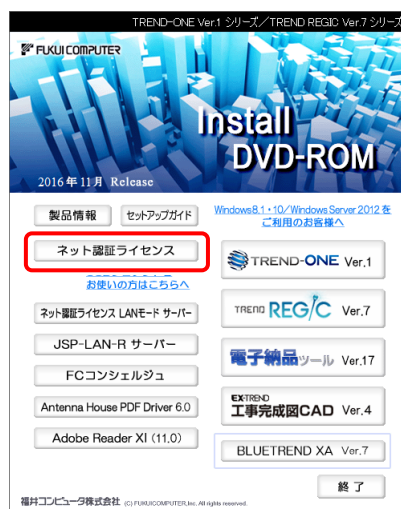 TREND-ONE Ver.1 シリーズ／TREND REGIC Ver.7 シリーズ
FUKUI COMPUTER
Install
DVD-ROM
2016年11月 Release
製品情報
セットアップガイド
ネット認証ライセンス
お使いの方はこちらへ
ネット認証ライセンス LANモード サーバー
JSP-LAN-R サーバー
FCコンシェルジュ
Antenna House PDF Driver 6.0
Adobe Reader XI (11.0)
Windows8.1・10／Windows Server 2012 を
ご利用のお客様へ
TREND-ONE Ver.1
TREND REGIC Ver.7
電子納品ツール Ver.17
EX-TREND
工事完成図CAD Ver.4
BLUETREND XA Ver.7
終了
福井コンピュータ株式会社 (C) FUKUICOMPUTER,Inc. All rights reserved.